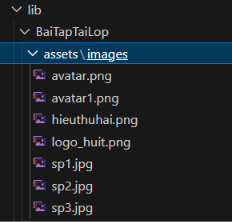 lib
BaiTapTaiLop
assets\images
avatar.png
avatar1.png
hieuthuhai.png
logo_huit.png
sp1.jpg
sp2.jpg
sp3.jpg